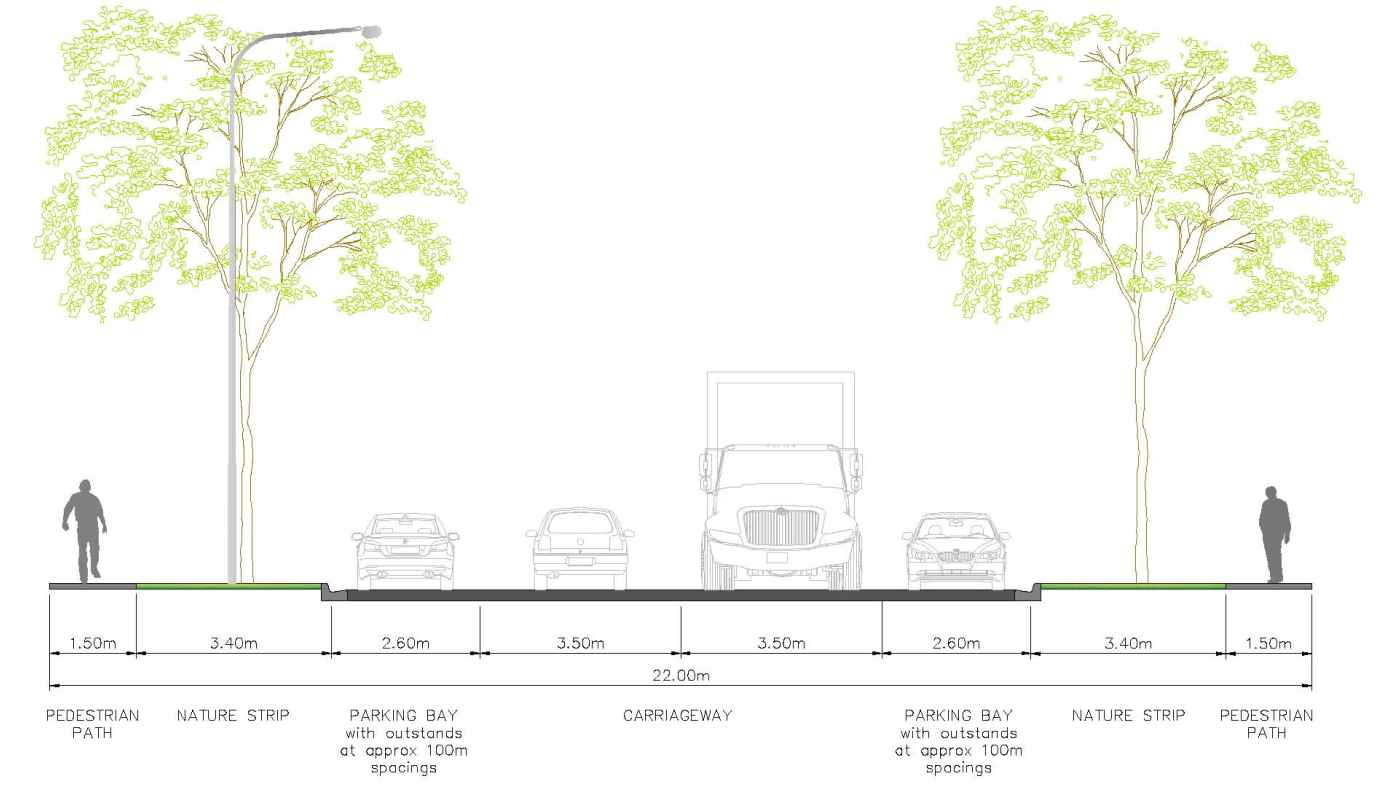 1.50m 3.40m 2.60m 3.50m 3.50m 2.60m 3.40m 1.50m
22.00m
PEDESTRIAN
PATH
NATURE STRIP
PARKING BAY
with outstands
at approx 100m
spacings
CARRIAGEWAY
PARKING BAY
with outstands
at approx 100m
spacings
NATURE STRIP
PEDESTRIAN
PATH